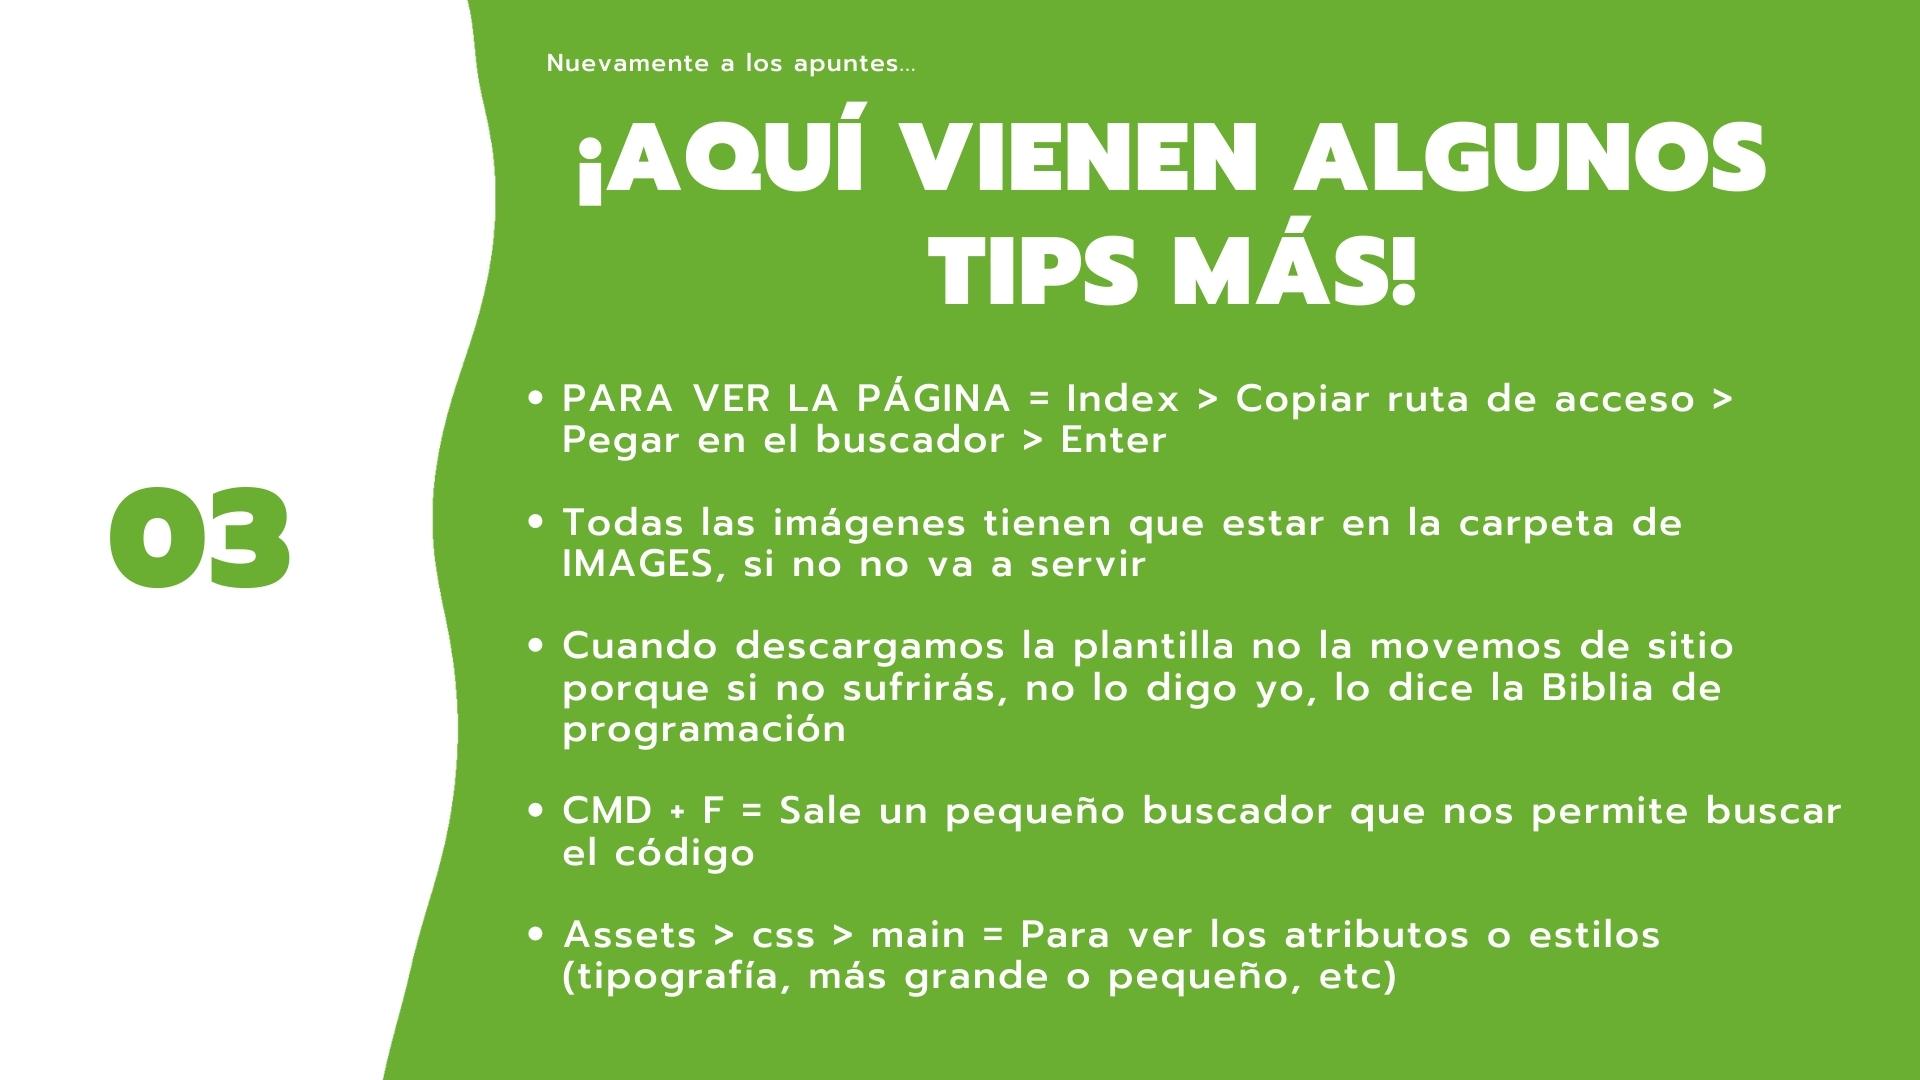 Nuevamente a los apuntes...
¡AQUÍ VIENEN ALGUNOS
TIPS MÁS!
03
• PARA VER LA PÁGINA = Index > Copiar ruta de acceso >
Pegar en el buscador > Enter
• Todas las imágenes tienen que estar en la carpeta de
IMAGES, si no no va a servir
• Cuando descargamos la plantilla no la movemos de sitio
porque si no sufrirás, no lo digo yo, lo dice la Biblia de
programación
• CMD + F = Sale un pequeño buscador que nos permite buscar
el código
• Assets > css > main = Para ver los atributos o estilos
(tipografía, más grande o pequeño, etc)